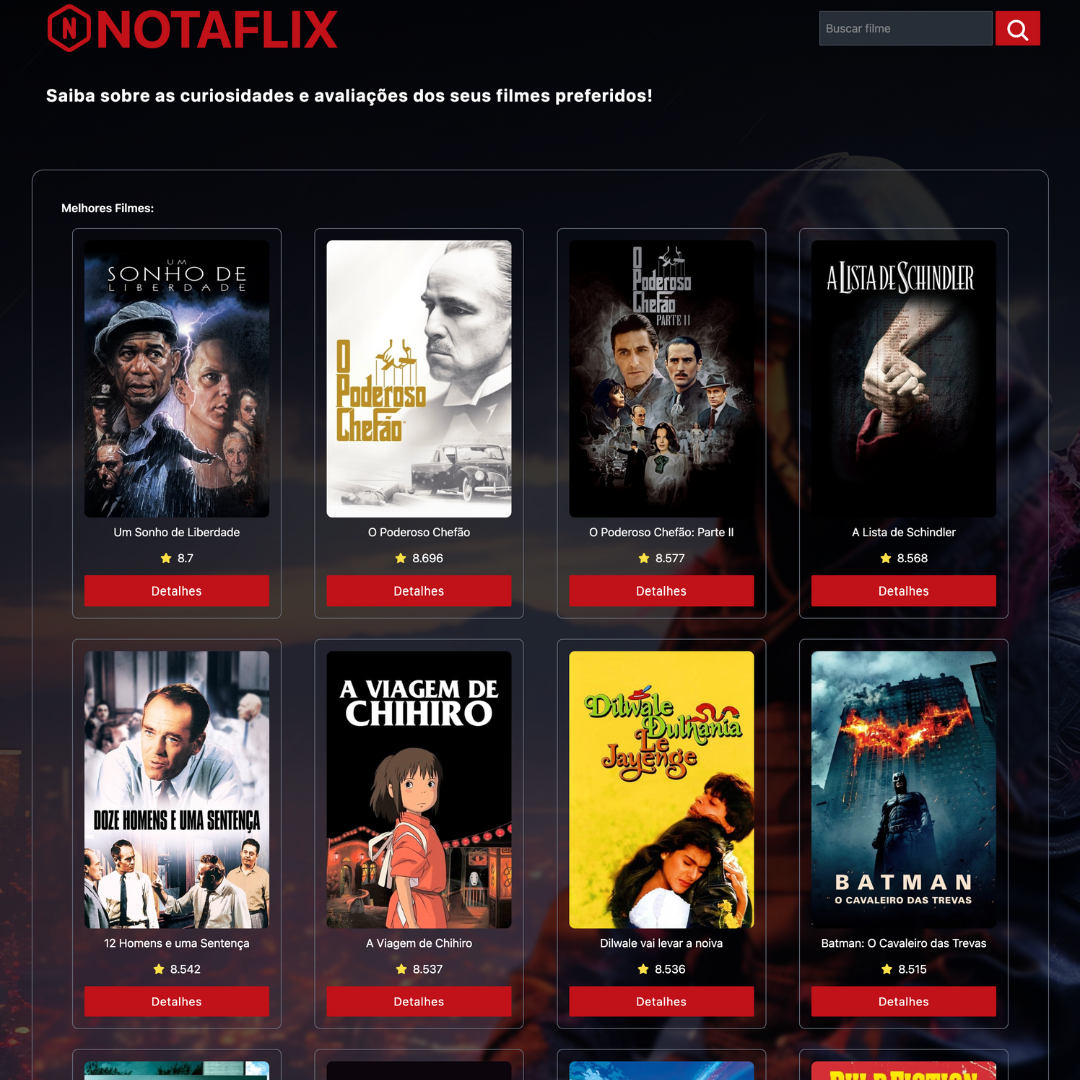 NOTAFLIX
Buscar filme
Saiba sobre as curiosidades e avaliações dos seus filmes preferidos!
Melhores Filmes:
UM
SONHO DE
LIBERDADE
O
Poderoso
Chefão
O
Poderoso
Chefão
PARTE II
A LISTA DE SCHINDLER
Um Sonho de Liberdade
O Poderoso Chefão
O Poderoso Chefão: Parte II
A Lista de Schindler
8.7
8.696
8.577
8.568
Detalhes
Detalhes
Detalhes
Detalhes
DOZE HOMENS E UMA SENTENÇA
A VIAGEM DE
CHIHIRO
Dilwale
Dulhania
Le
Jayenge
BATMAN
O CAVALEIRO DAS TREVAS
12 Homens e uma Sentença
A Viagem de Chihiro
Dilwale vai levar a noiva
Batman: O Cavaleiro das Trevas
8.542
8.537
8.536
8.515
Detalhes
Detalhes
Detalhes
Detalhes
PULP FICTION